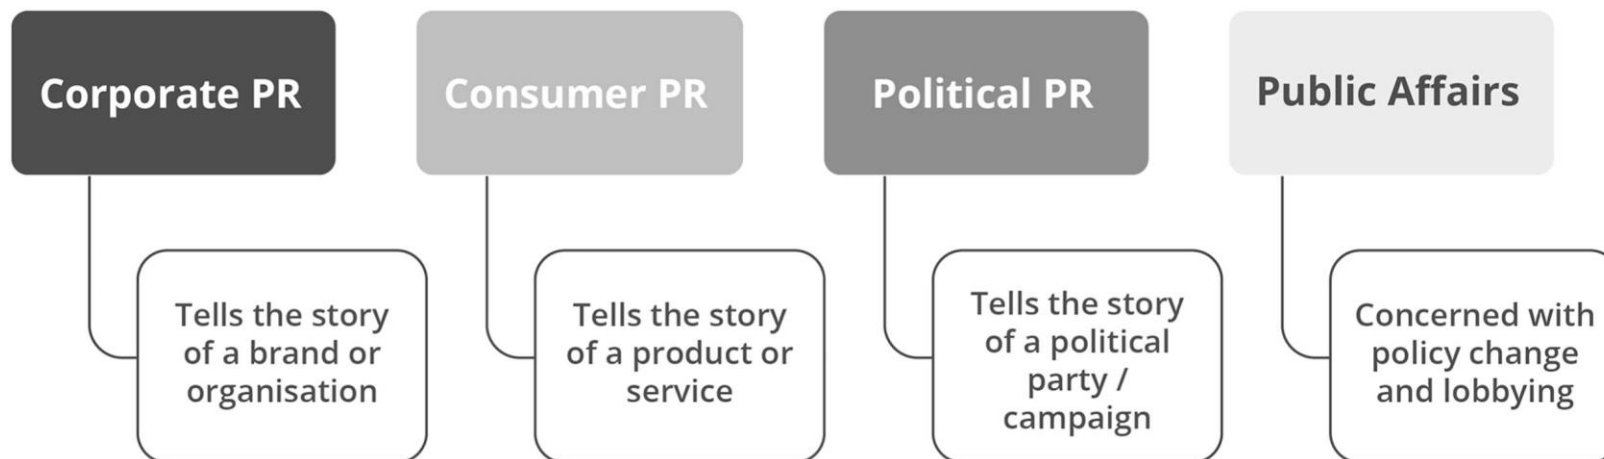 Corporate PR
Consumer PR
Political PR
Public Affairs
Tells the story
of a brand or
organisation
Tells the story
of a product or
service
Tells the story
of a political
party /
campaign
Concerned with
policy change
and lobbying